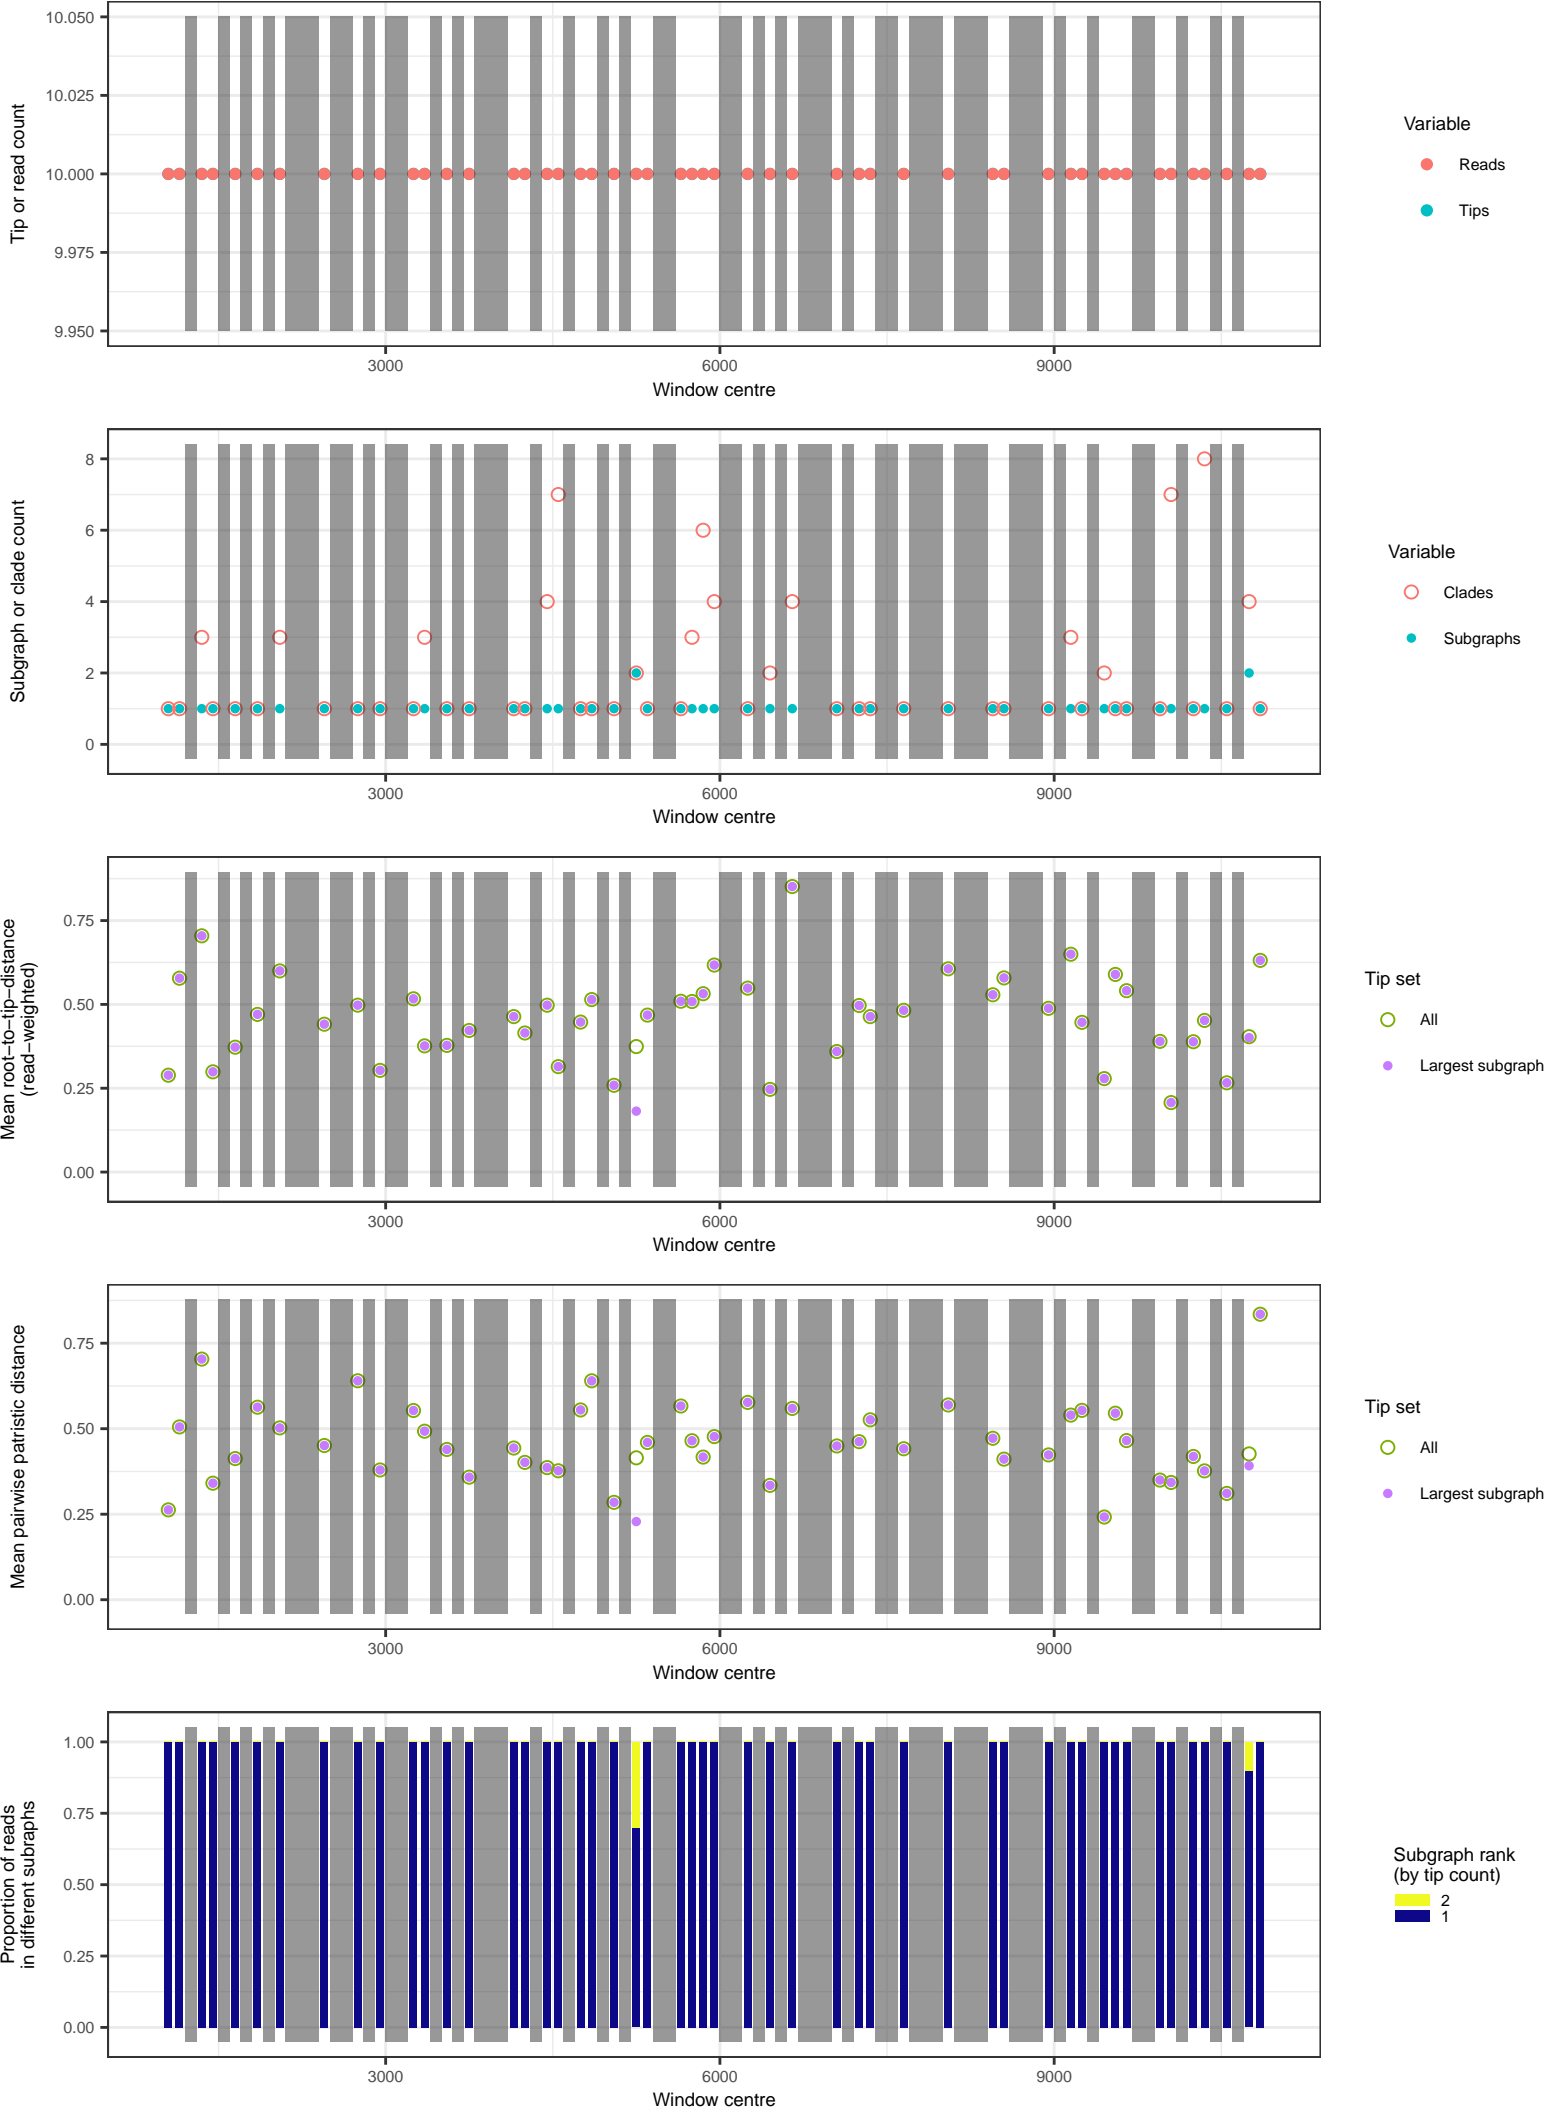 10.050
10.025
10.000
9.975
9.950
Tip or read count
3000 6000 9000
Window centre
Variable
Reads
Tips
8
6
4
2
0
Subgraph or clade count
3000 6000 9000
Window centre
Variable
Clades
Subgraphs
0.75
0.50
0.25
0.00
Mean root−to−tip−distance
(read−weighted)
3000 6000 9000
Window centre
Tip set
All
Largest subgraph
0.75
0.50
0.25
0.00
Mean pairwise patristic distance
3000 6000 9000
Window centre
Tip set
All
Largest subgraph
1.00
0.75
0.50
0.25
0.00
Proportion of reads
in different subraphs
3000 6000 9000
Window centre
Subgraph rank
(by tip count)
2
1